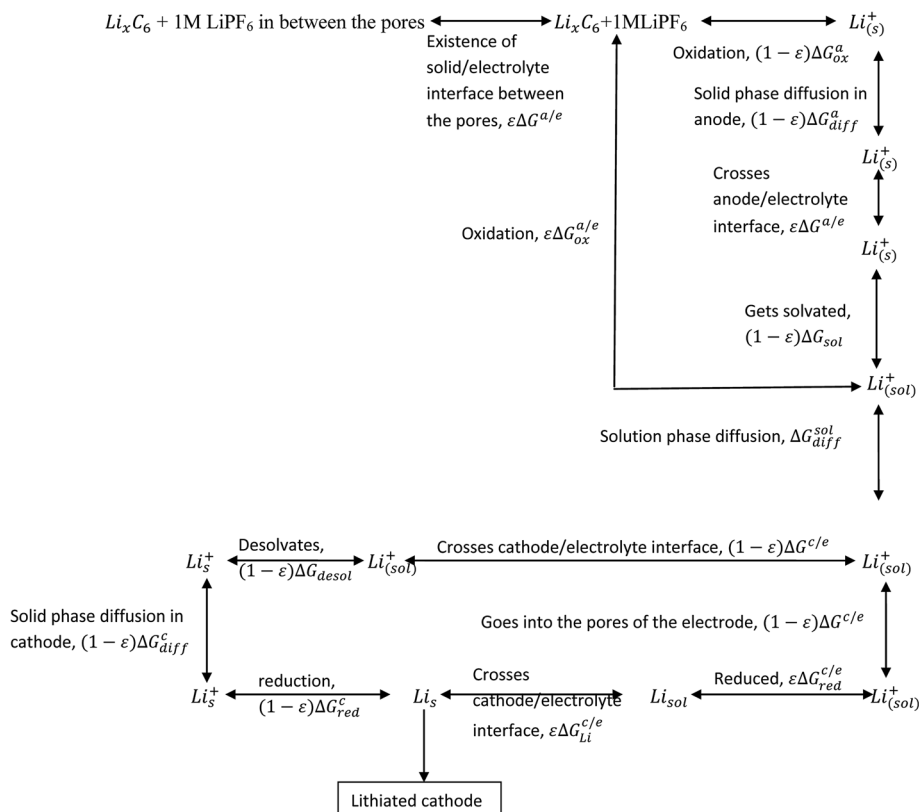 Li_xC_6 + 1M LiPF_6 in between the pores
Li_xC_6+1MLiPF_6
Li^+_(s)
Existence of
solid/electrolyte
interface between
the pores, εΔG^{a/e}
Oxidation, (1 − ε)ΔG^a_{ox}
Solid phase diffusion in
anode, (1 − ε)ΔG^a_{diff}
Li^+_(s)
Crosses
anode/electrolyte
interface, εΔG^{a/e}
Oxidation, εΔG^{a/e}_{ox}
Li^+_(s)
Gets solvated,
(1 − ε)ΔG_{sol}
Li^+_(sol)
Solution phase diffusion, ΔG^{sol}_{diff}
Li^+_s
Desolvates,
(1 − ε)ΔG_{desol}
Li^+_(sol)
Crosses cathode/electrolyte interface, (1 − ε)ΔG^{c/e}
Li^+_(sol)
Solid phase diffusion in
cathode, (1 − ε)ΔG^c_{diff}
Goes into the pores of the electrode, (1 − ε)ΔG^{c/e}
Li^+_s
reduction,
(1 − ε)ΔG^c_{red}
Li_s
Crosses
cathode/electrolyte
interface, εΔG^{c/e}_{Li}
Li_{sol}
Reduced, εΔG^{c/e}_{red}
Li^+_(sol)
Lithiated cathode